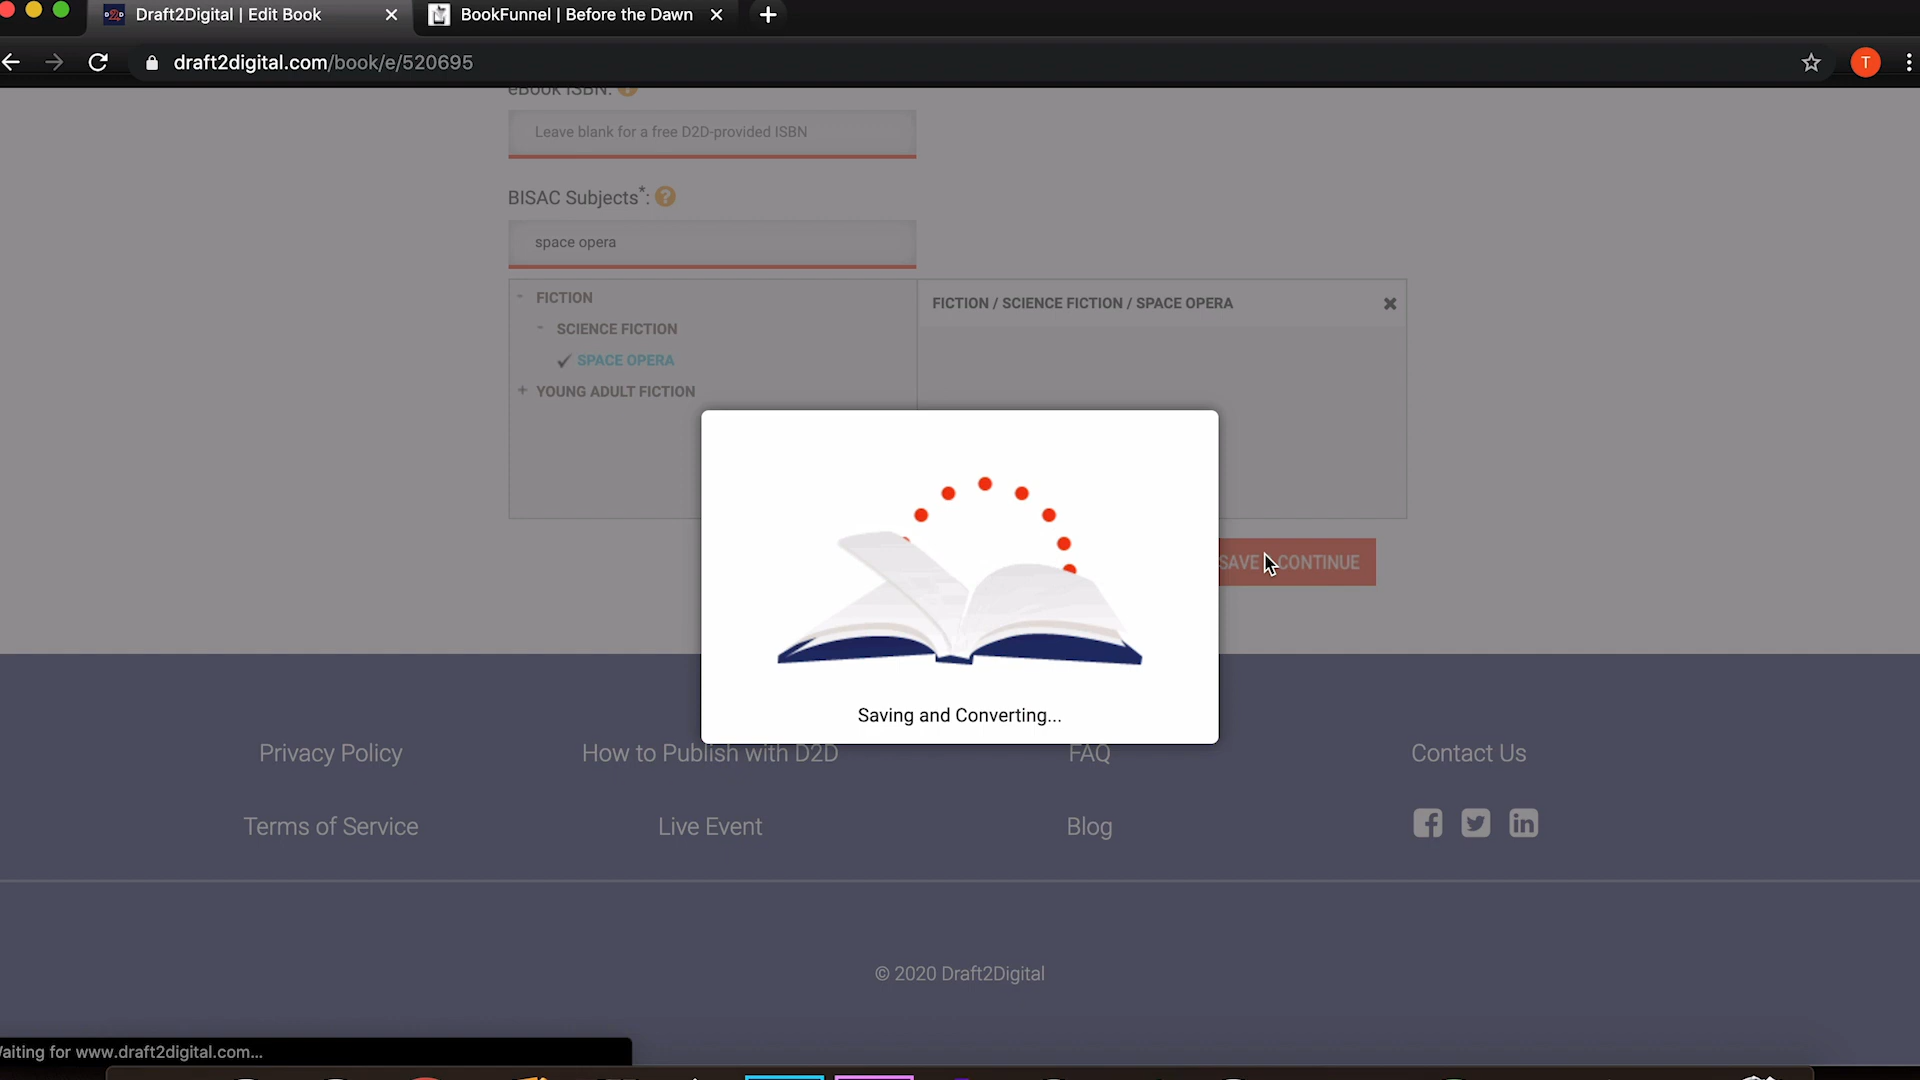 Draft2Digital | Edit Book
BookFunnel | Before the Dawn
draft2digital.com/book/e/520695
T
eBook ISBN:
Leave blank for a free D2D-provided ISBN
BISAC Subjects*:
space opera
FICTION
SCIENCE FICTION
SPACE OPERA
YOUNG ADULT FICTION
FICTION / SCIENCE FICTION / SPACE OPERA
SAVE CONTINUE
Saving and Converting...
Privacy Policy
How to Publish with D2D
FAQ
Contact Us
Terms of Service
Live Event
Blog
© 2020 Draft2Digital
for www.draft2digital.com...